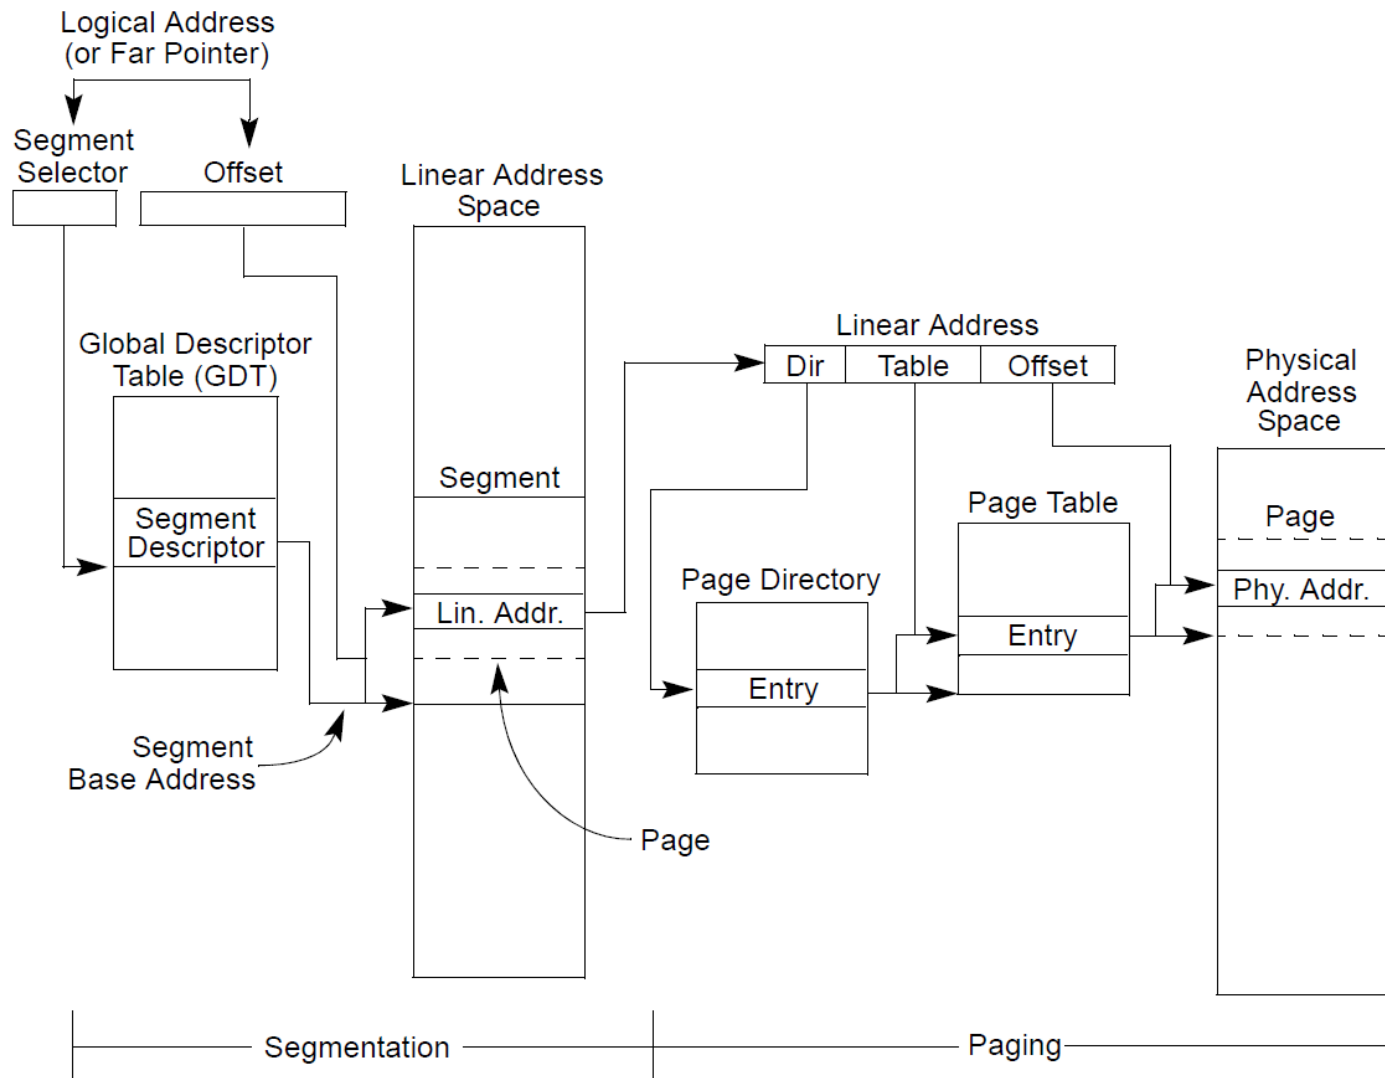 Logical Address
(or Far Pointer)
Segment
Selector
Offset
Linear Address
Space
Global Descriptor
Table (GDT)
Segment
Descriptor
Segment
Base Address
Segment
Lin. Addr.
Page
Linear Address
Dir
Table
Offset
Page Directory
Entry
Page Table
Entry
Physical
Address
Space
Page
Phy. Addr.
Segmentation
Paging